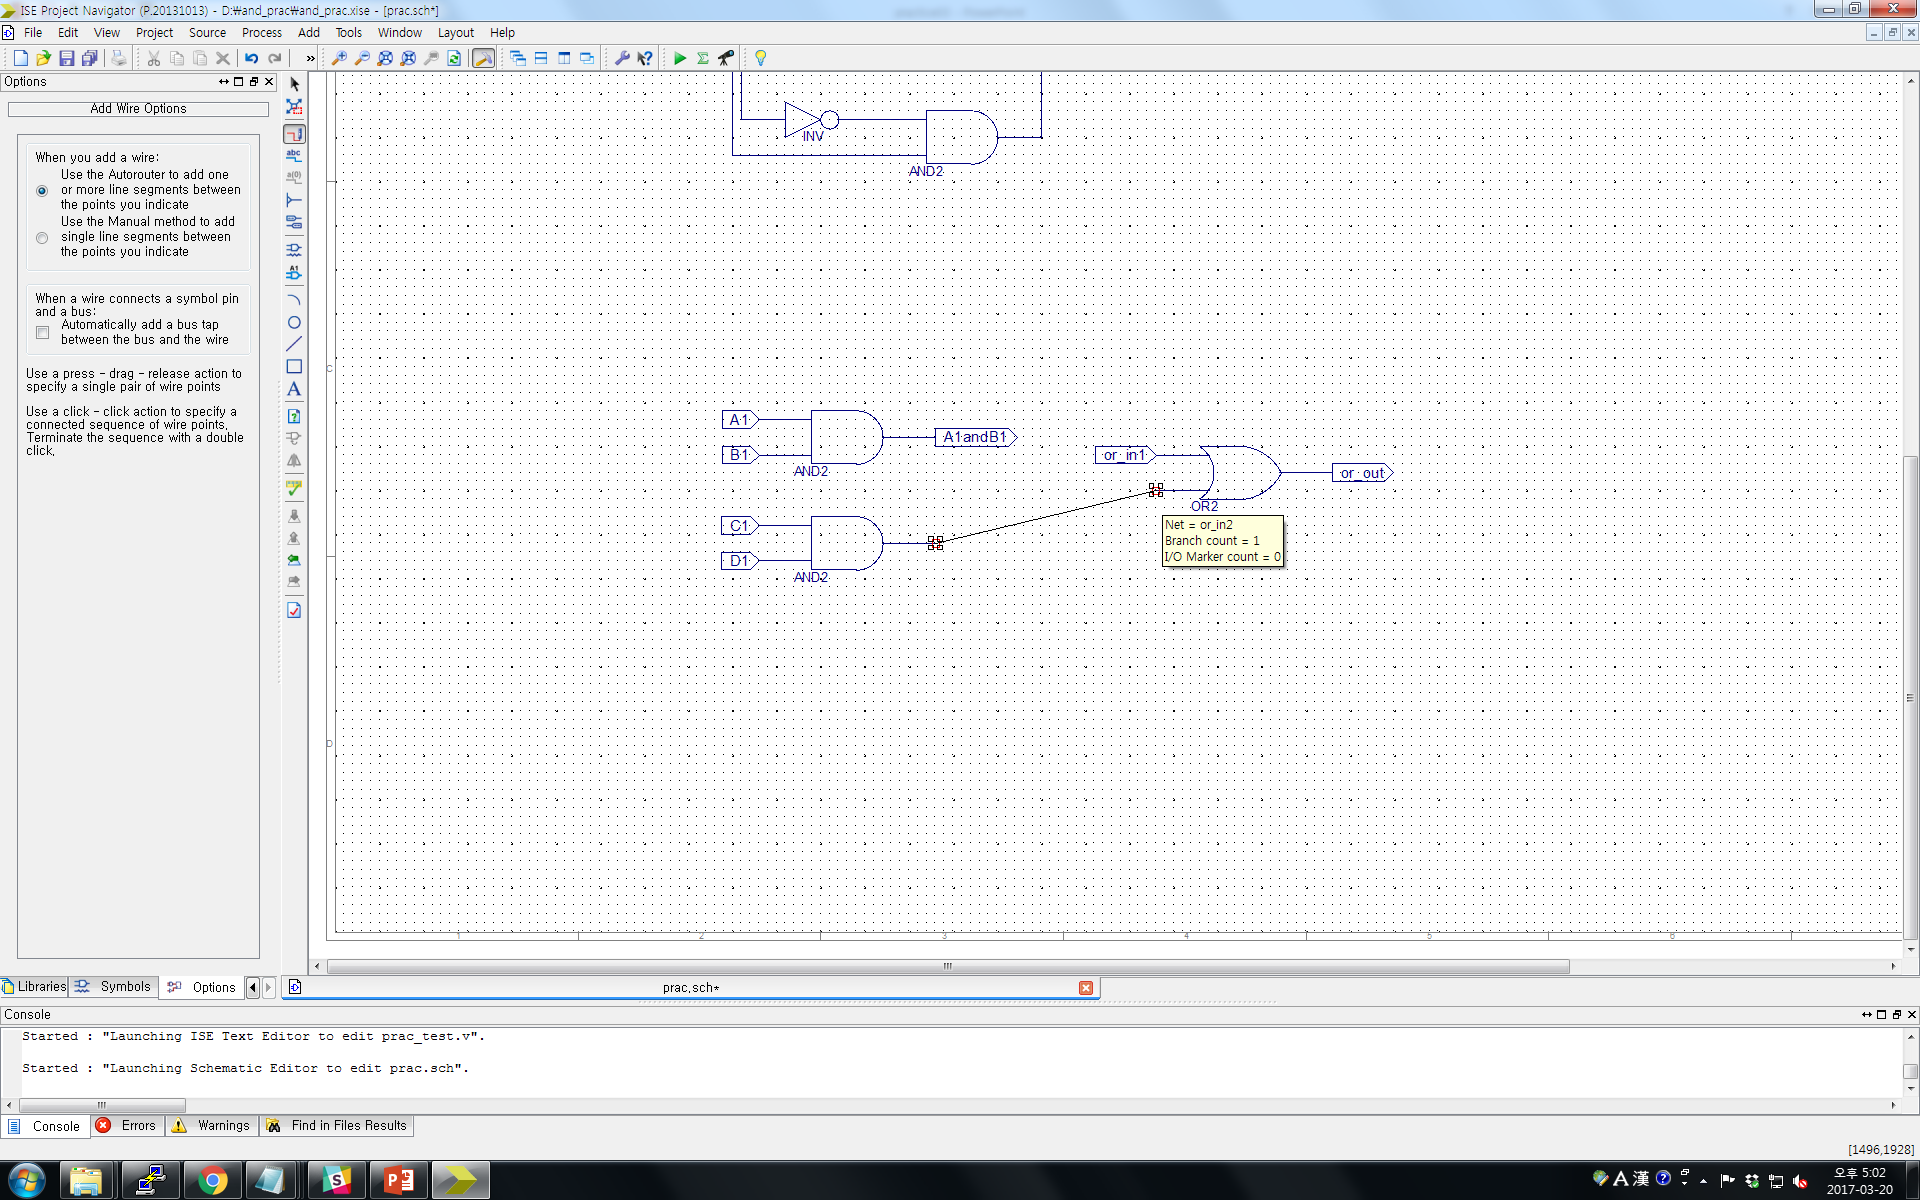 ISE Project Navigator (P.20131013) - D:\and_prac\and_prac.xise - [prac.sch*]
File Edit View Project Source Process Add Tools Window Layout Help
Options
Add Wire Options
When you add a wire:
Use the Autorouter to add one
or more line segments between
the points you indicate
Use the Manual method to add
single line segments between
the points you indicate
When a wire connects a symbol pin
and a bus:
Automatically add a bus tap
between the bus and the wire
Use a press - drag - release action to
specify a single pair of wire points
Use a click - click action to specify a
connected sequence of wire points.
Terminate the sequence with a double
click.
INV
AND2
A1
B1
AND2
A1andB1
C1
D1
AND2
or_in1
OR2
or_out
Net = or_in2
Branch count = 1
I/O Marker count = 0
C
D
1 2 3 4 5 6
Libraries Symbols Options
prac.sch*
Console
Started : "Launching ISE Text Editor to edit prac_test.v".
Started : "Launching Schematic Editor to edit prac.sch".
Console Errors Warnings Find in Files Results
[1496,1928]
A 漢
오후 5:02
2017-03-20